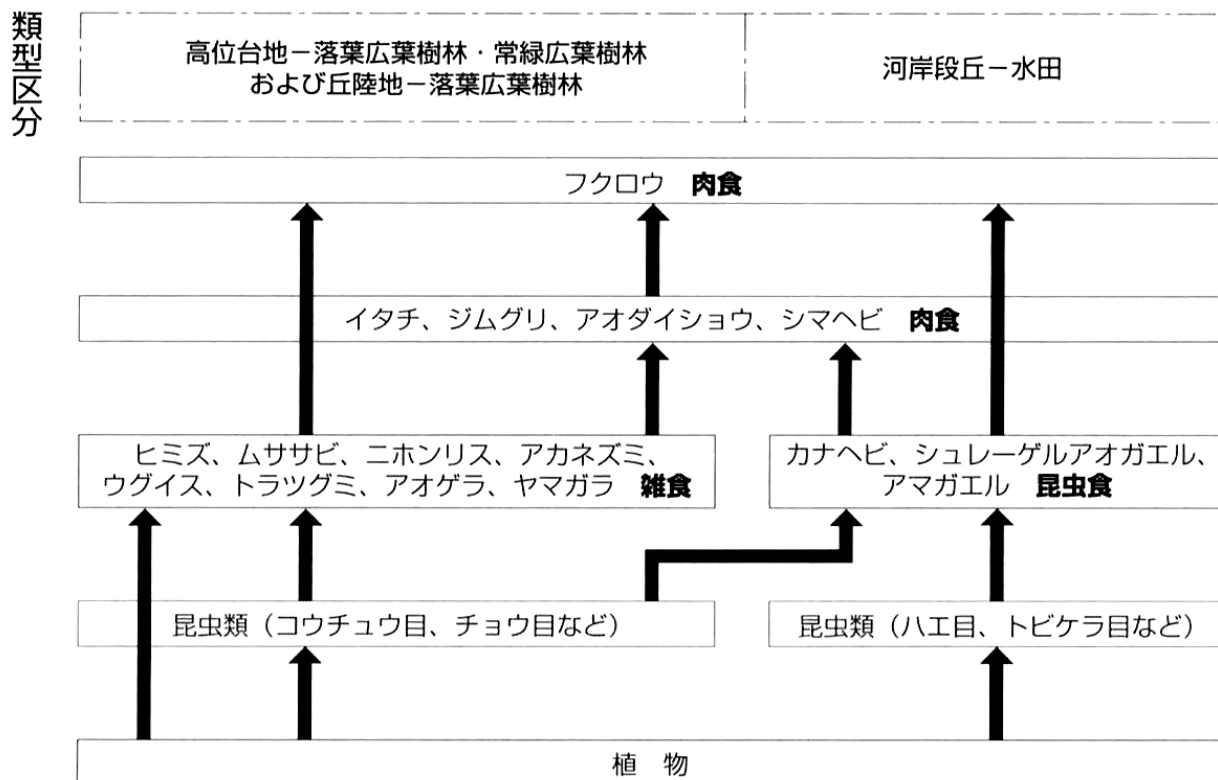 類型区分
高位台地－落葉広葉樹林・常緑広葉樹林
および丘陸地－落葉広葉樹林
河岸段丘－水田
フクロウ 肉食
イタチ、ジムグリ、アオダイショウ、シマヘビ 肉食
ヒミズ、ムササビ、ニホンリス、アカネズミ、
ウグイス、トラツグミ、アオゲラ、ヤマガラ 雑食
カナヘビ、シュレーゲルアオガエル、
アマガエル 昆虫食
昆虫類（コウチュウ目、チョウ目など）
昆虫類（ハエ目、トビケラ目など）
植 物